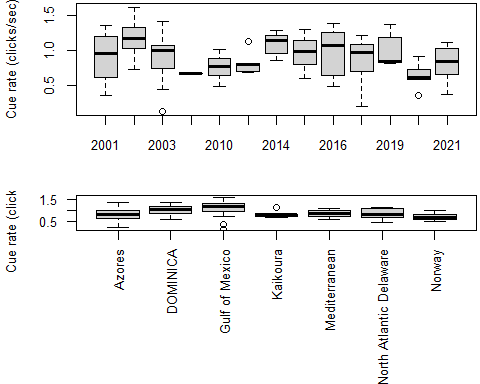 Cue rate (clicks/sec)
1.5
1.0
0.5
2001 2003 2010 2014 2016 2019 2021
Cue rate (click
1.5
0.5
Azores
DOMINICA
Gulf of Mexico
Kaikoura
Mediterranean
North Atlantic Delaware
Norway